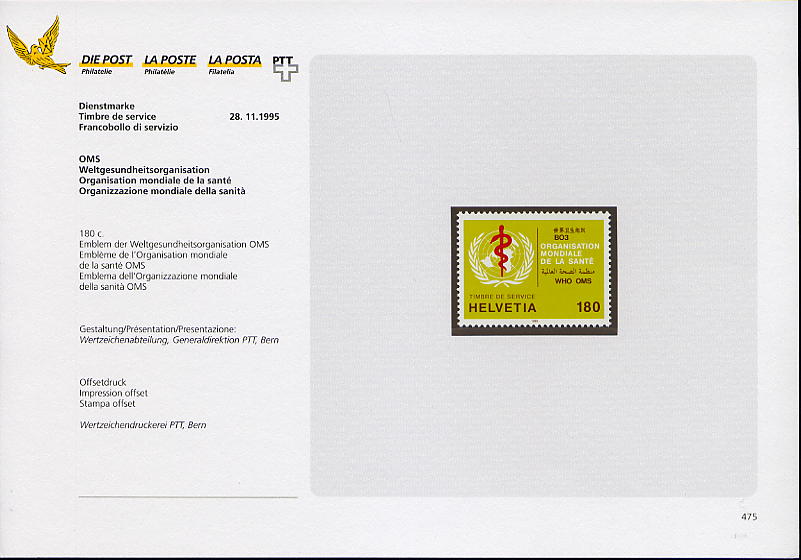 DIE POST LA POSTE LA POSTA PTT
Philatelie Philatélie Filatelia
Dienstmarke
Timbre de service 28. 11.1995
Francobollo di servizio
OMS
Weltgesundheitsorganisation
Organisation mondiale de la santé
Organizzazione mondiale della sanità
180 c.
Emblem der Weltgesundheitsorganisation OMS
Emblème de l'Organisation mondiale
de la santé OMS
Emblema dell'Organizzazione mondiale
della sanità OMS
Gestaltung/Présentation/Presentazione:
Wertzeichenabteilung, Generaldirektion PTT, Bern
Offsetdruck
Impression offset
Stampa offset
Wertzeichendruckerei PTT, Bern
世界卫生组织
ВОЗ
ORGANISATION
MONDIALE
DE LA SANTÉ
منظمة الصحة العالمية
WHO OMS
TIMBRE DE SERVICE
HELVETIA 180
475